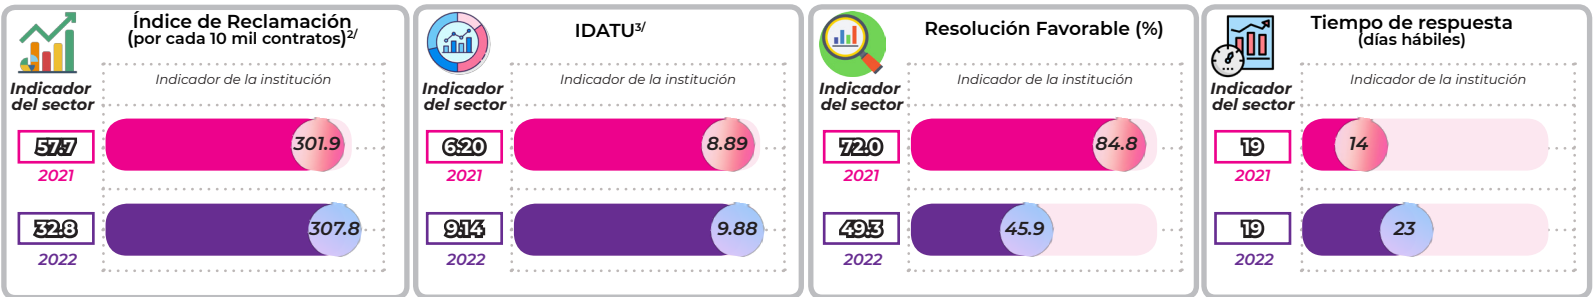 Índice de Reclamación
(por cada 10 mil contratos)2/
Indicador de la institución
Indicador
del sector
57.7
301.9
2021
32.8
307.8
2022
IDATU3/
Indicador de la institución
Indicador
del sector
6.20
8.89
2021
9.14
9.88
2022
Resolución Favorable (%)
Indicador de la institución
Indicador
del sector
72.0
84.8
2021
49.3
45.9
2022
Tiempo de respuesta
(días hábiles)
Indicador de la institución
Indicador
del sector
19
14
2021
19
23
2022